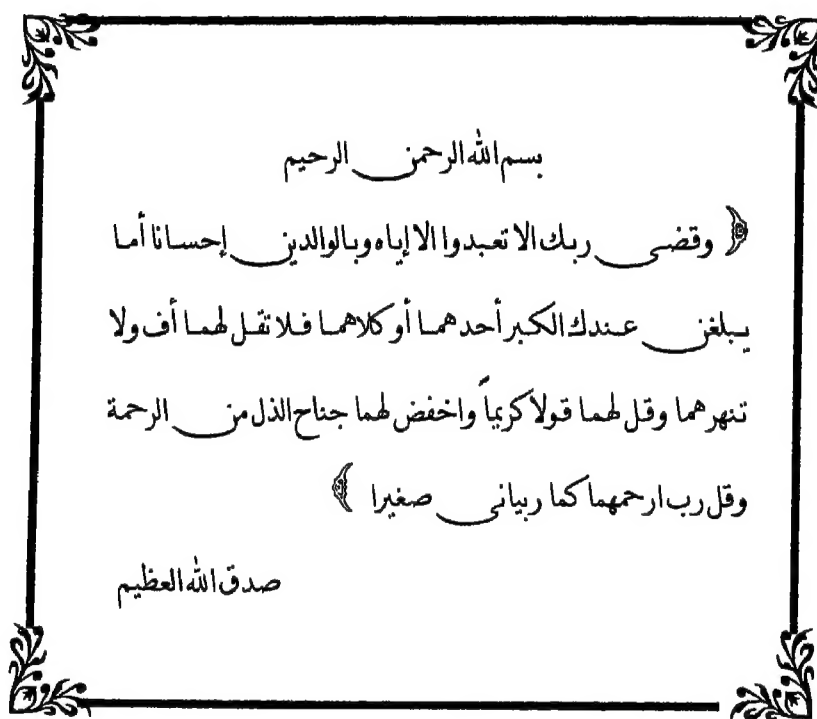 بسم الله الرحمن الرحيم
﴿ وقضى ربك الا تعبدوا الا إياه وبالوالدين إحسانا أما
يبلغن عندك الكبر أحدهما أو كلاهما فلا تقل لهما أف ولا
تنهرهما وقل لهما قولاً كريماً واخفض لهما جناح الذل من الرحمة
وقل رب ارحمهما كما ربيانى صغيرا ﴾
صدق الله العظيم